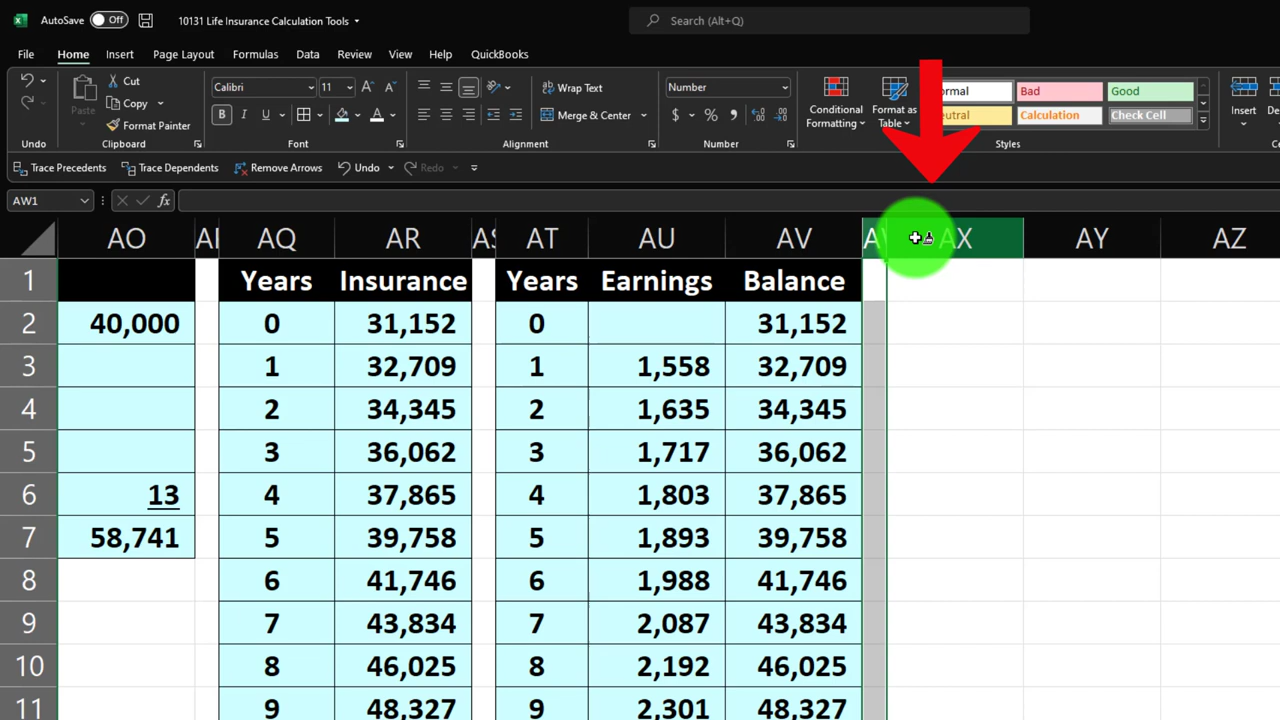 AutoSave Off 10131 Life Insurance Calculation Tools Search (Alt+Q)
File Home Insert Page Layout Formulas Data Review View Help QuickBooks
Cut Calibri 11 Wrap Text Number Bad Good
Paste Copy Conditional Format as Insert
Format Painter B I U A Merge & Center $ % Formatting Table Calculation Check Cell
Undo Clipboard Font Alignment Number Styles
Trace Precedents Trace Dependents Remove Arrows Undo Redo
AW1 fx
AO AQ AR AT AU AV AX AY AZ
1 Years Insurance Years Earnings Balance
2 40,000 0 31,152 0 31,152
3 1 32,709 1 1,558 32,709
4 2 34,345 2 1,635 34,345
5 3 36,062 3 1,717 36,062
6 13 4 37,865 4 1,803 37,865
7 58,741 5 39,758 5 1,893 39,758
8 6 41,746 6 1,988 41,746
9 7 43,834 7 2,087 43,834
10 8 46,025 8 2,192 46,025
11 9 48,327 9 2,301 48,327